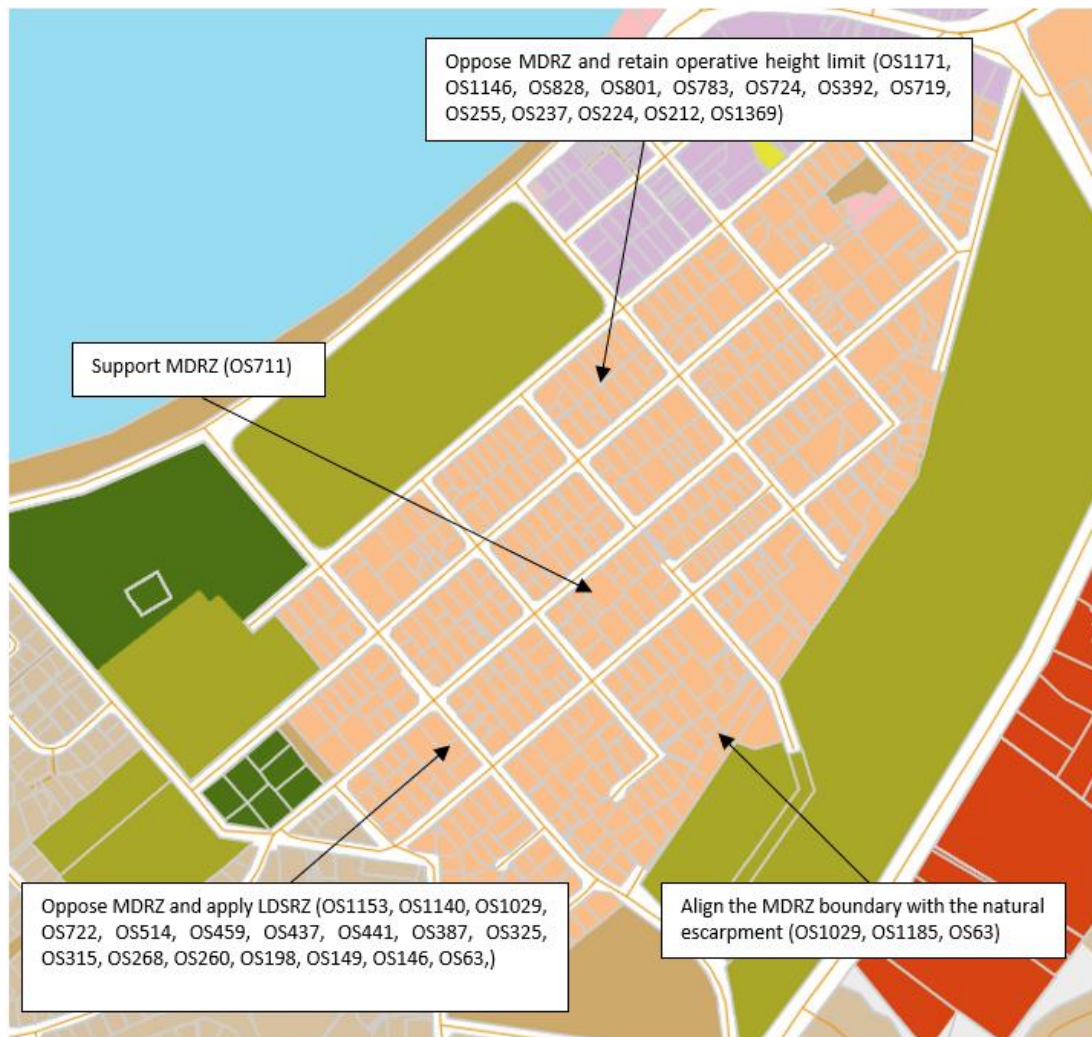 Oppose MDRZ and retain operative height limit (OS1171,
OS1146, OS828, OS801, OS783, OS724, OS392, OS719,
OS255, OS237, OS224, OS212, OS1369)
Support MDRZ (OS711)
Oppose MDRZ and apply LDSRZ (OS1153, OS1140, OS1029,
OS722, OS514, OS459, OS437, OS441, OS387, OS325,
OS315, OS268, OS260, OS198, OS149, OS146, OS63,)
Align the MDRZ boundary with the natural
escarpment (OS1029, OS1185, OS63)